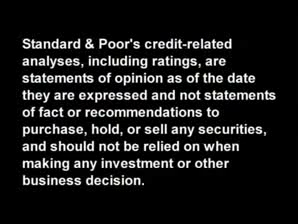 Standard & Poor's credit-related
analyses, including ratings, are
statements of opinion as of the date
they are expressed and not statements
of fact or recommendations to
purchase, hold, or sell any securities,
and should not be relied on when
making any investment or other
business decision.